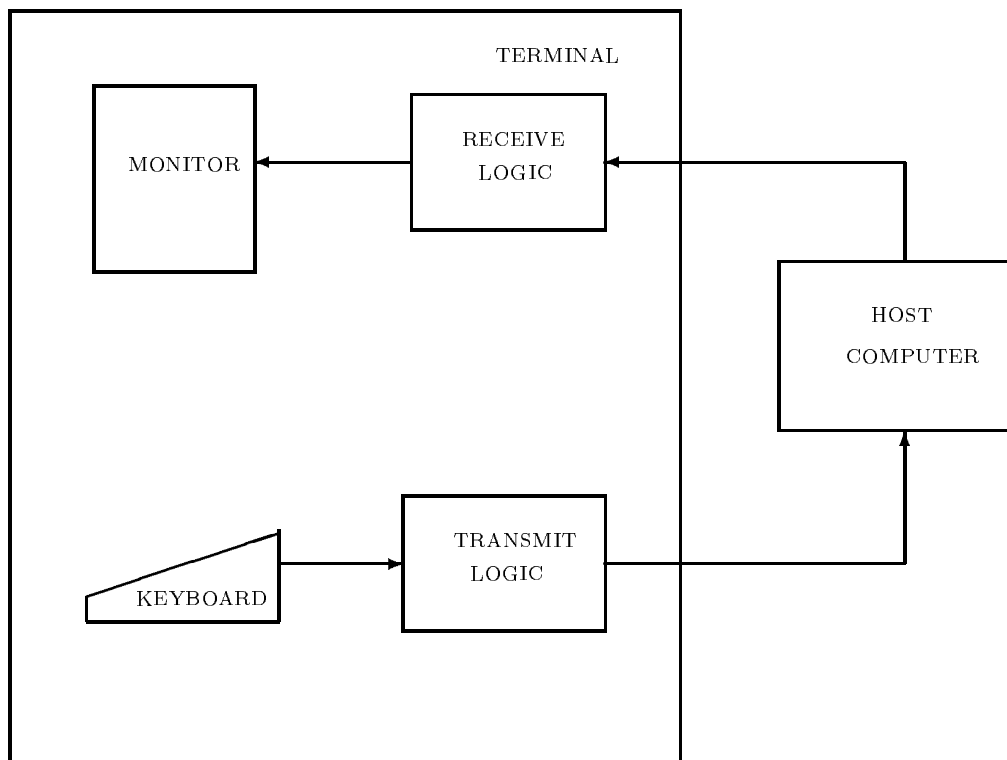 TERMINAL
MONITOR
RECEIVE
LOGIC
HOST
COMPUTER
TRANSMIT
LOGIC
KEYBOARD